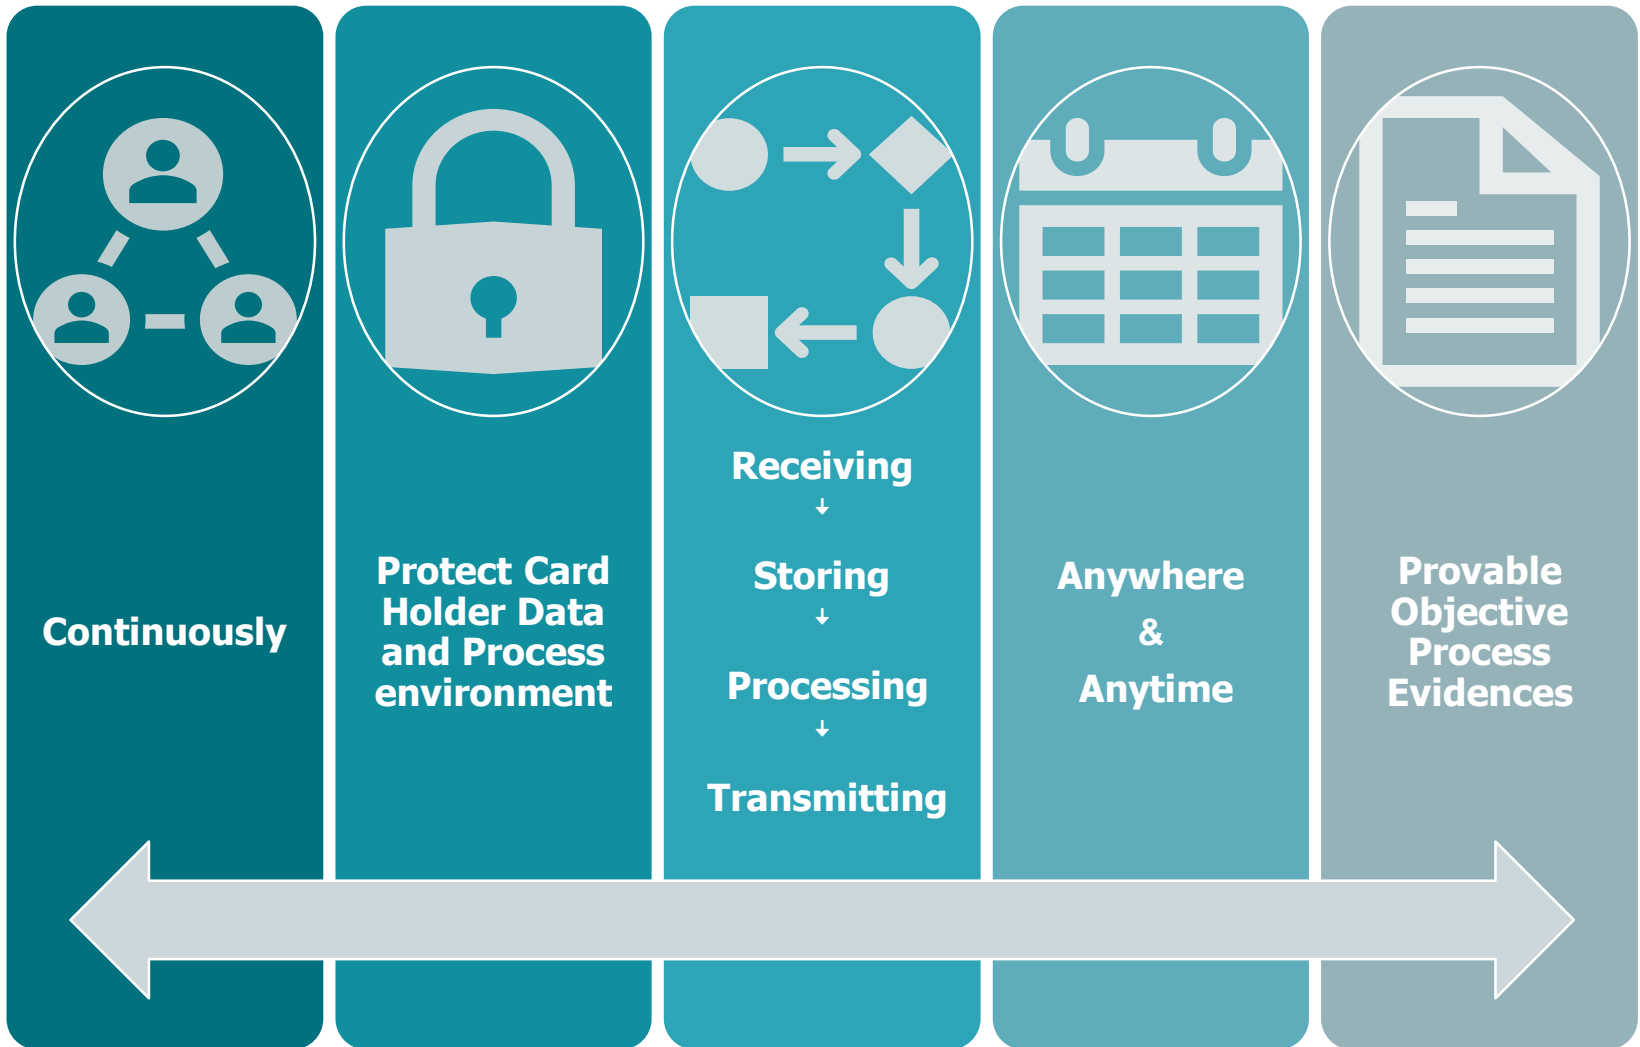 Continuously
Protect Card
Holder Data
and Process
environment
Receiving
↓
Storing
↓
Processing
↓
Transmitting
Anywhere
&
Anytime
Provable
Objective
Process
Evidences